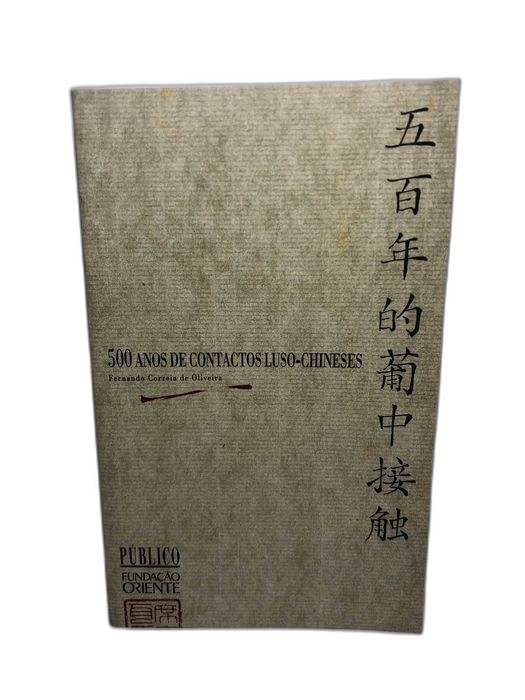 五百年的葡中接触
500 ANOS DE CONTACTOS LUSO-CHINESES
Fernando Correia de Oliveira
PÚBLICO
FUNDAÇÃO
ORIENTE